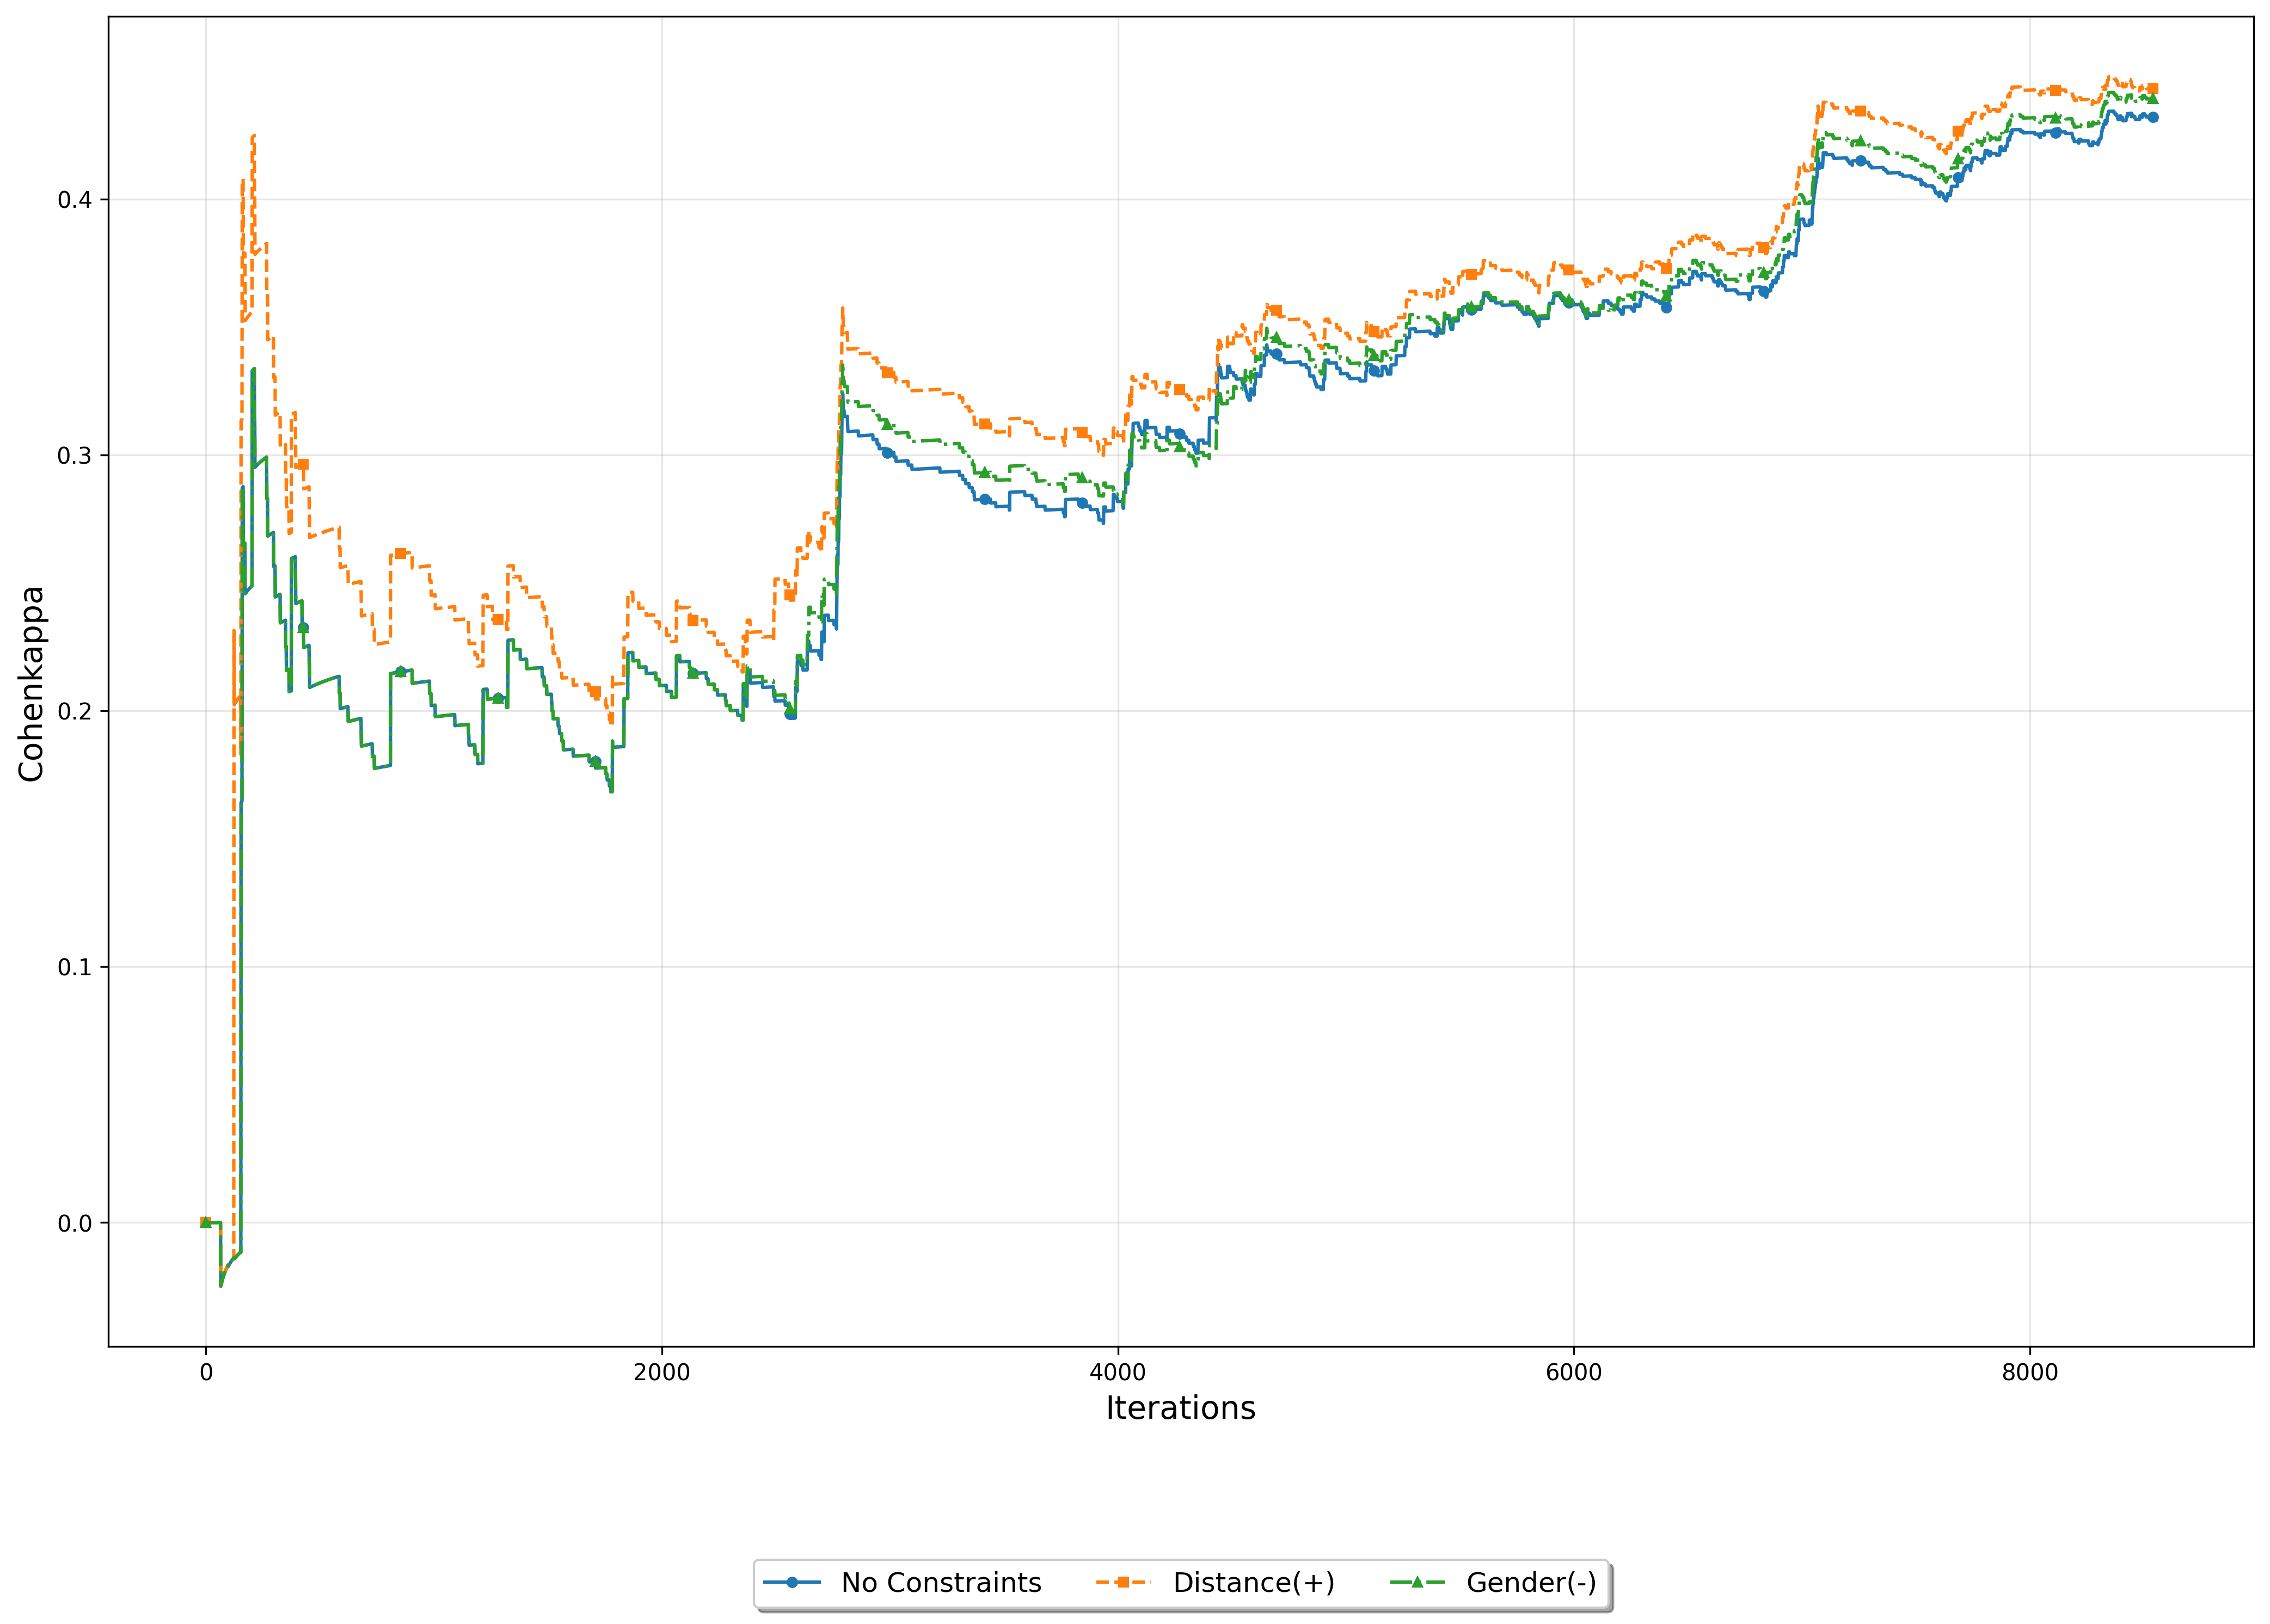 0.4
0.3
0.2
0.1
0.0
Cohenkappa
0 2000 4000 6000 8000
Iterations
No Constraints Distance(+) Gender(-)